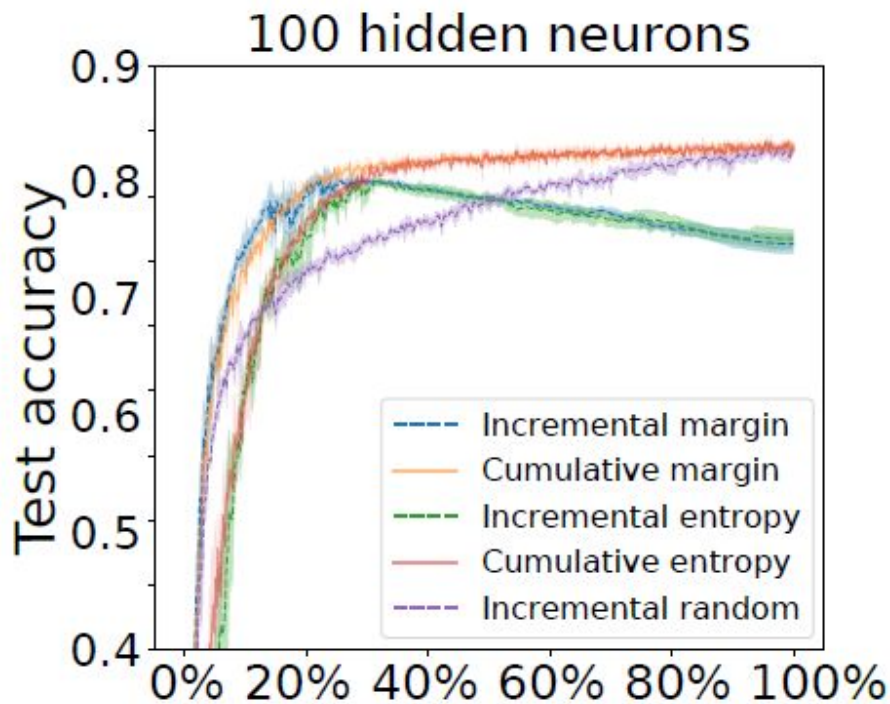 100 hidden neurons
Test accuracy
0.9
0.8
0.7
0.6
0.5
0.4
Incremental margin
Cumulative margin
Incremental entropy
Cumulative entropy
Incremental random
0% 20% 40% 60% 80% 100%